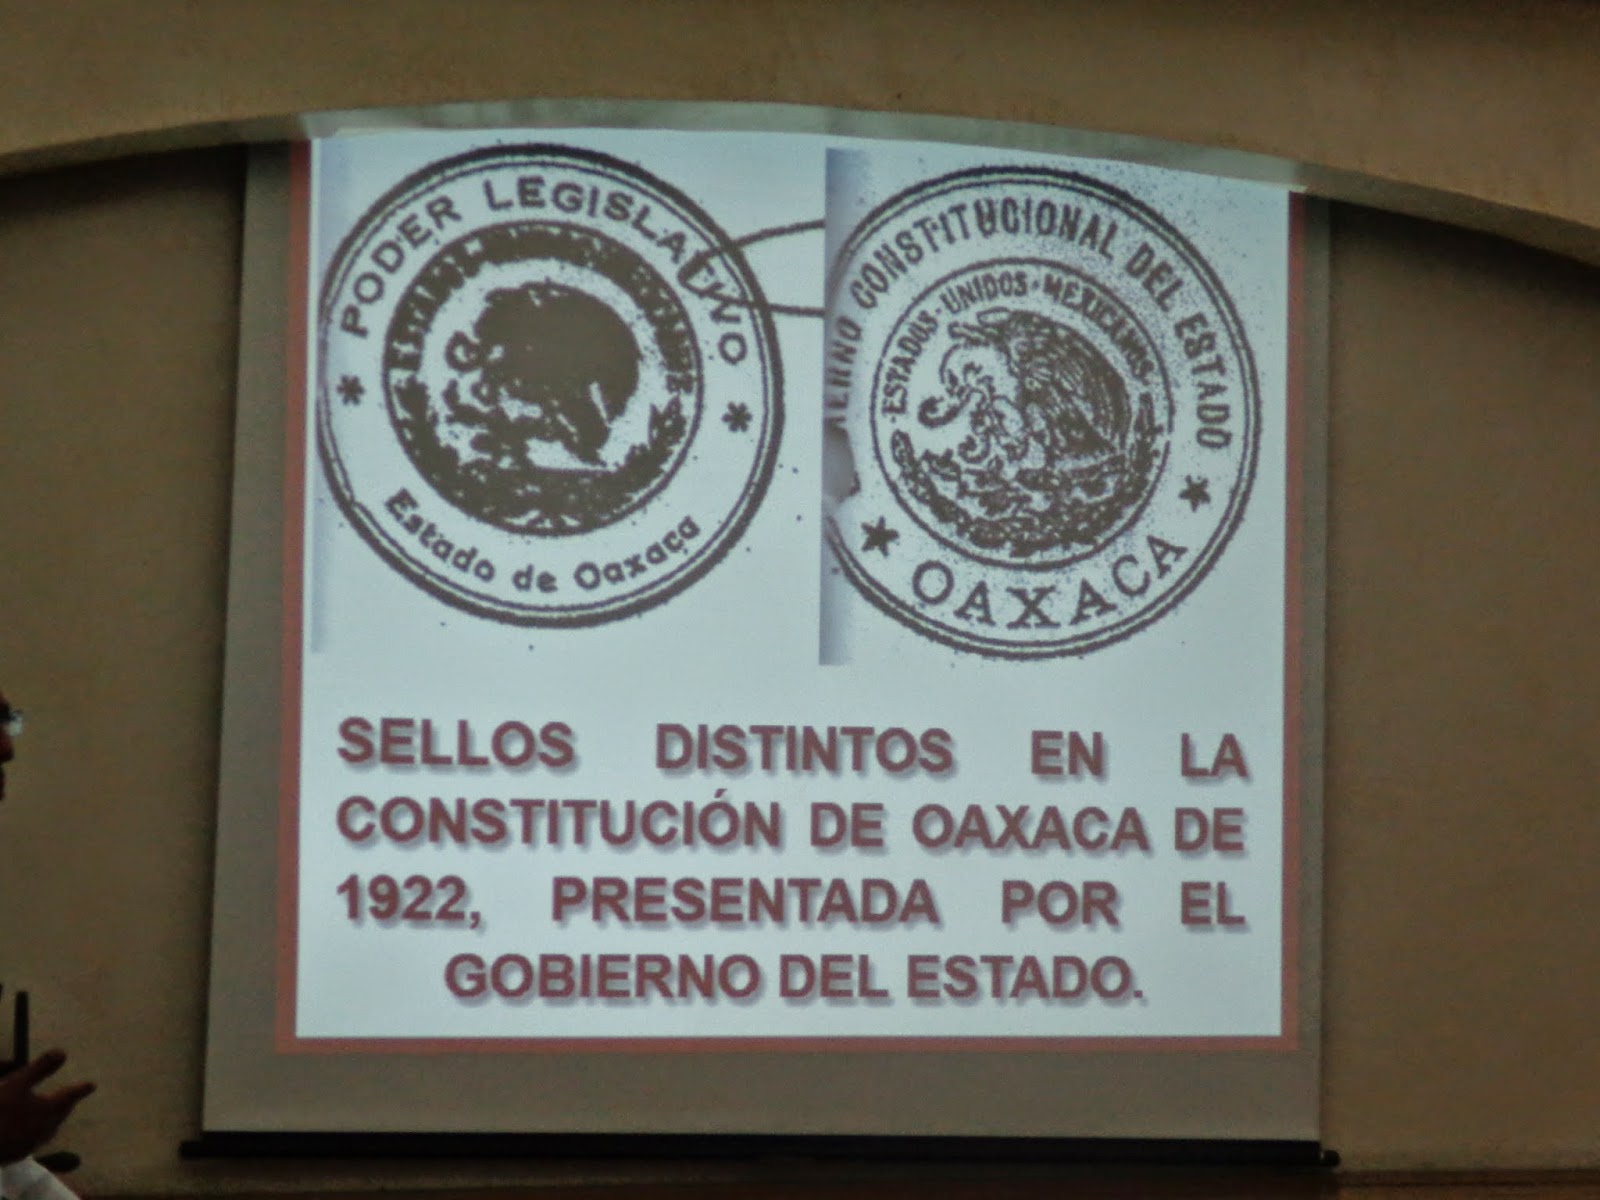 PODER LEGISLATIVO
Estado de Oaxaca
CONSTITUCIONAL DEL ESTADO
ESTADOS·UNIDOS·MEXICANOS
OAXACA
SELLOS DISTINTOS EN LA
CONSTITUCIÓN DE OAXACA DE
1922, PRESENTADA POR EL
GOBIERNO DEL ESTADO.